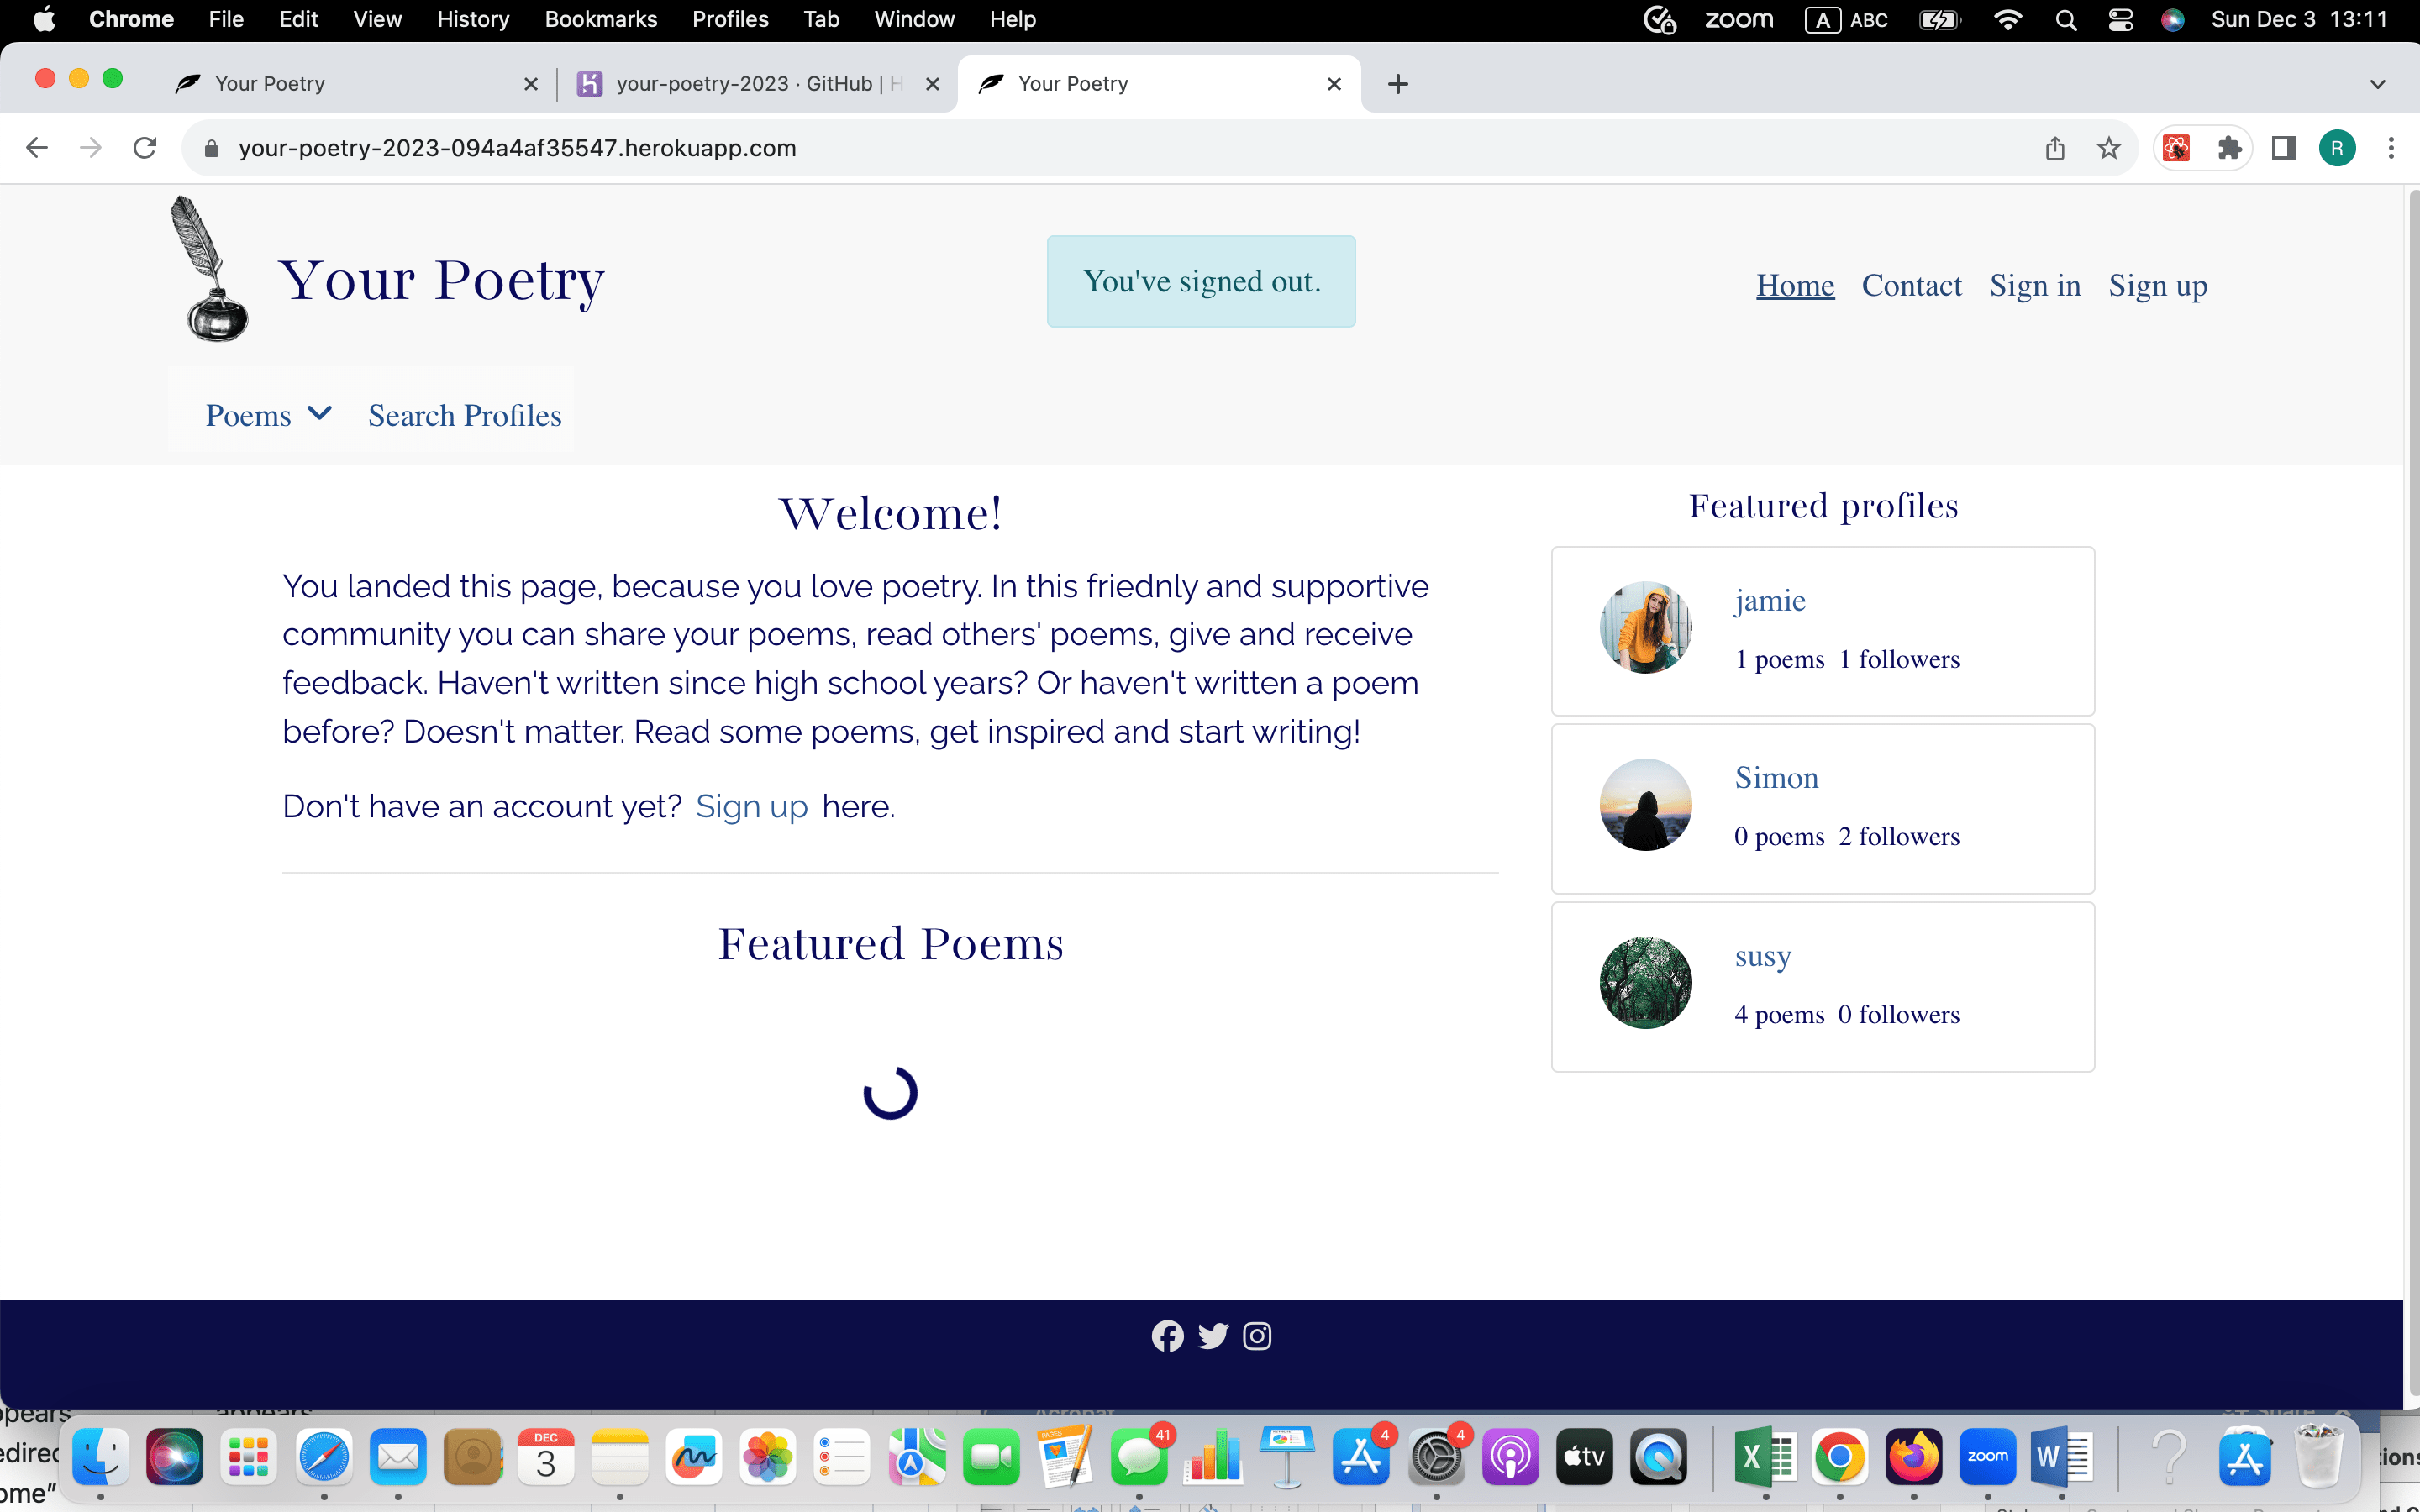 Chrome File Edit View History Bookmarks Profiles Tab Window Help zoom A ABC Sun Dec 3 13:11
Your Poetry your-poetry-2023 · GitHub | H Your Poetry
your-poetry-2023-094a4af35547.herokuapp.com R
Your Poetry
You've signed out.
Home Contact Sign in Sign up
Poems Search Profiles
Welcome!
You landed this page, because you love poetry. In this friednly and supportive
community you can share your poems, read others' poems, give and receive
feedback. Haven't written since high school years? Or haven't written a poem
before? Doesn't matter. Read some poems, get inspired and start writing!
Don't have an account yet? Sign up here.
Featured Poems
Featured profiles
jamie
1 poems 1 followers
Simon
0 poems 2 followers
susy
4 poems 0 followers
DEC
3
PAGES
41
4
4
tv
zoom
ome”